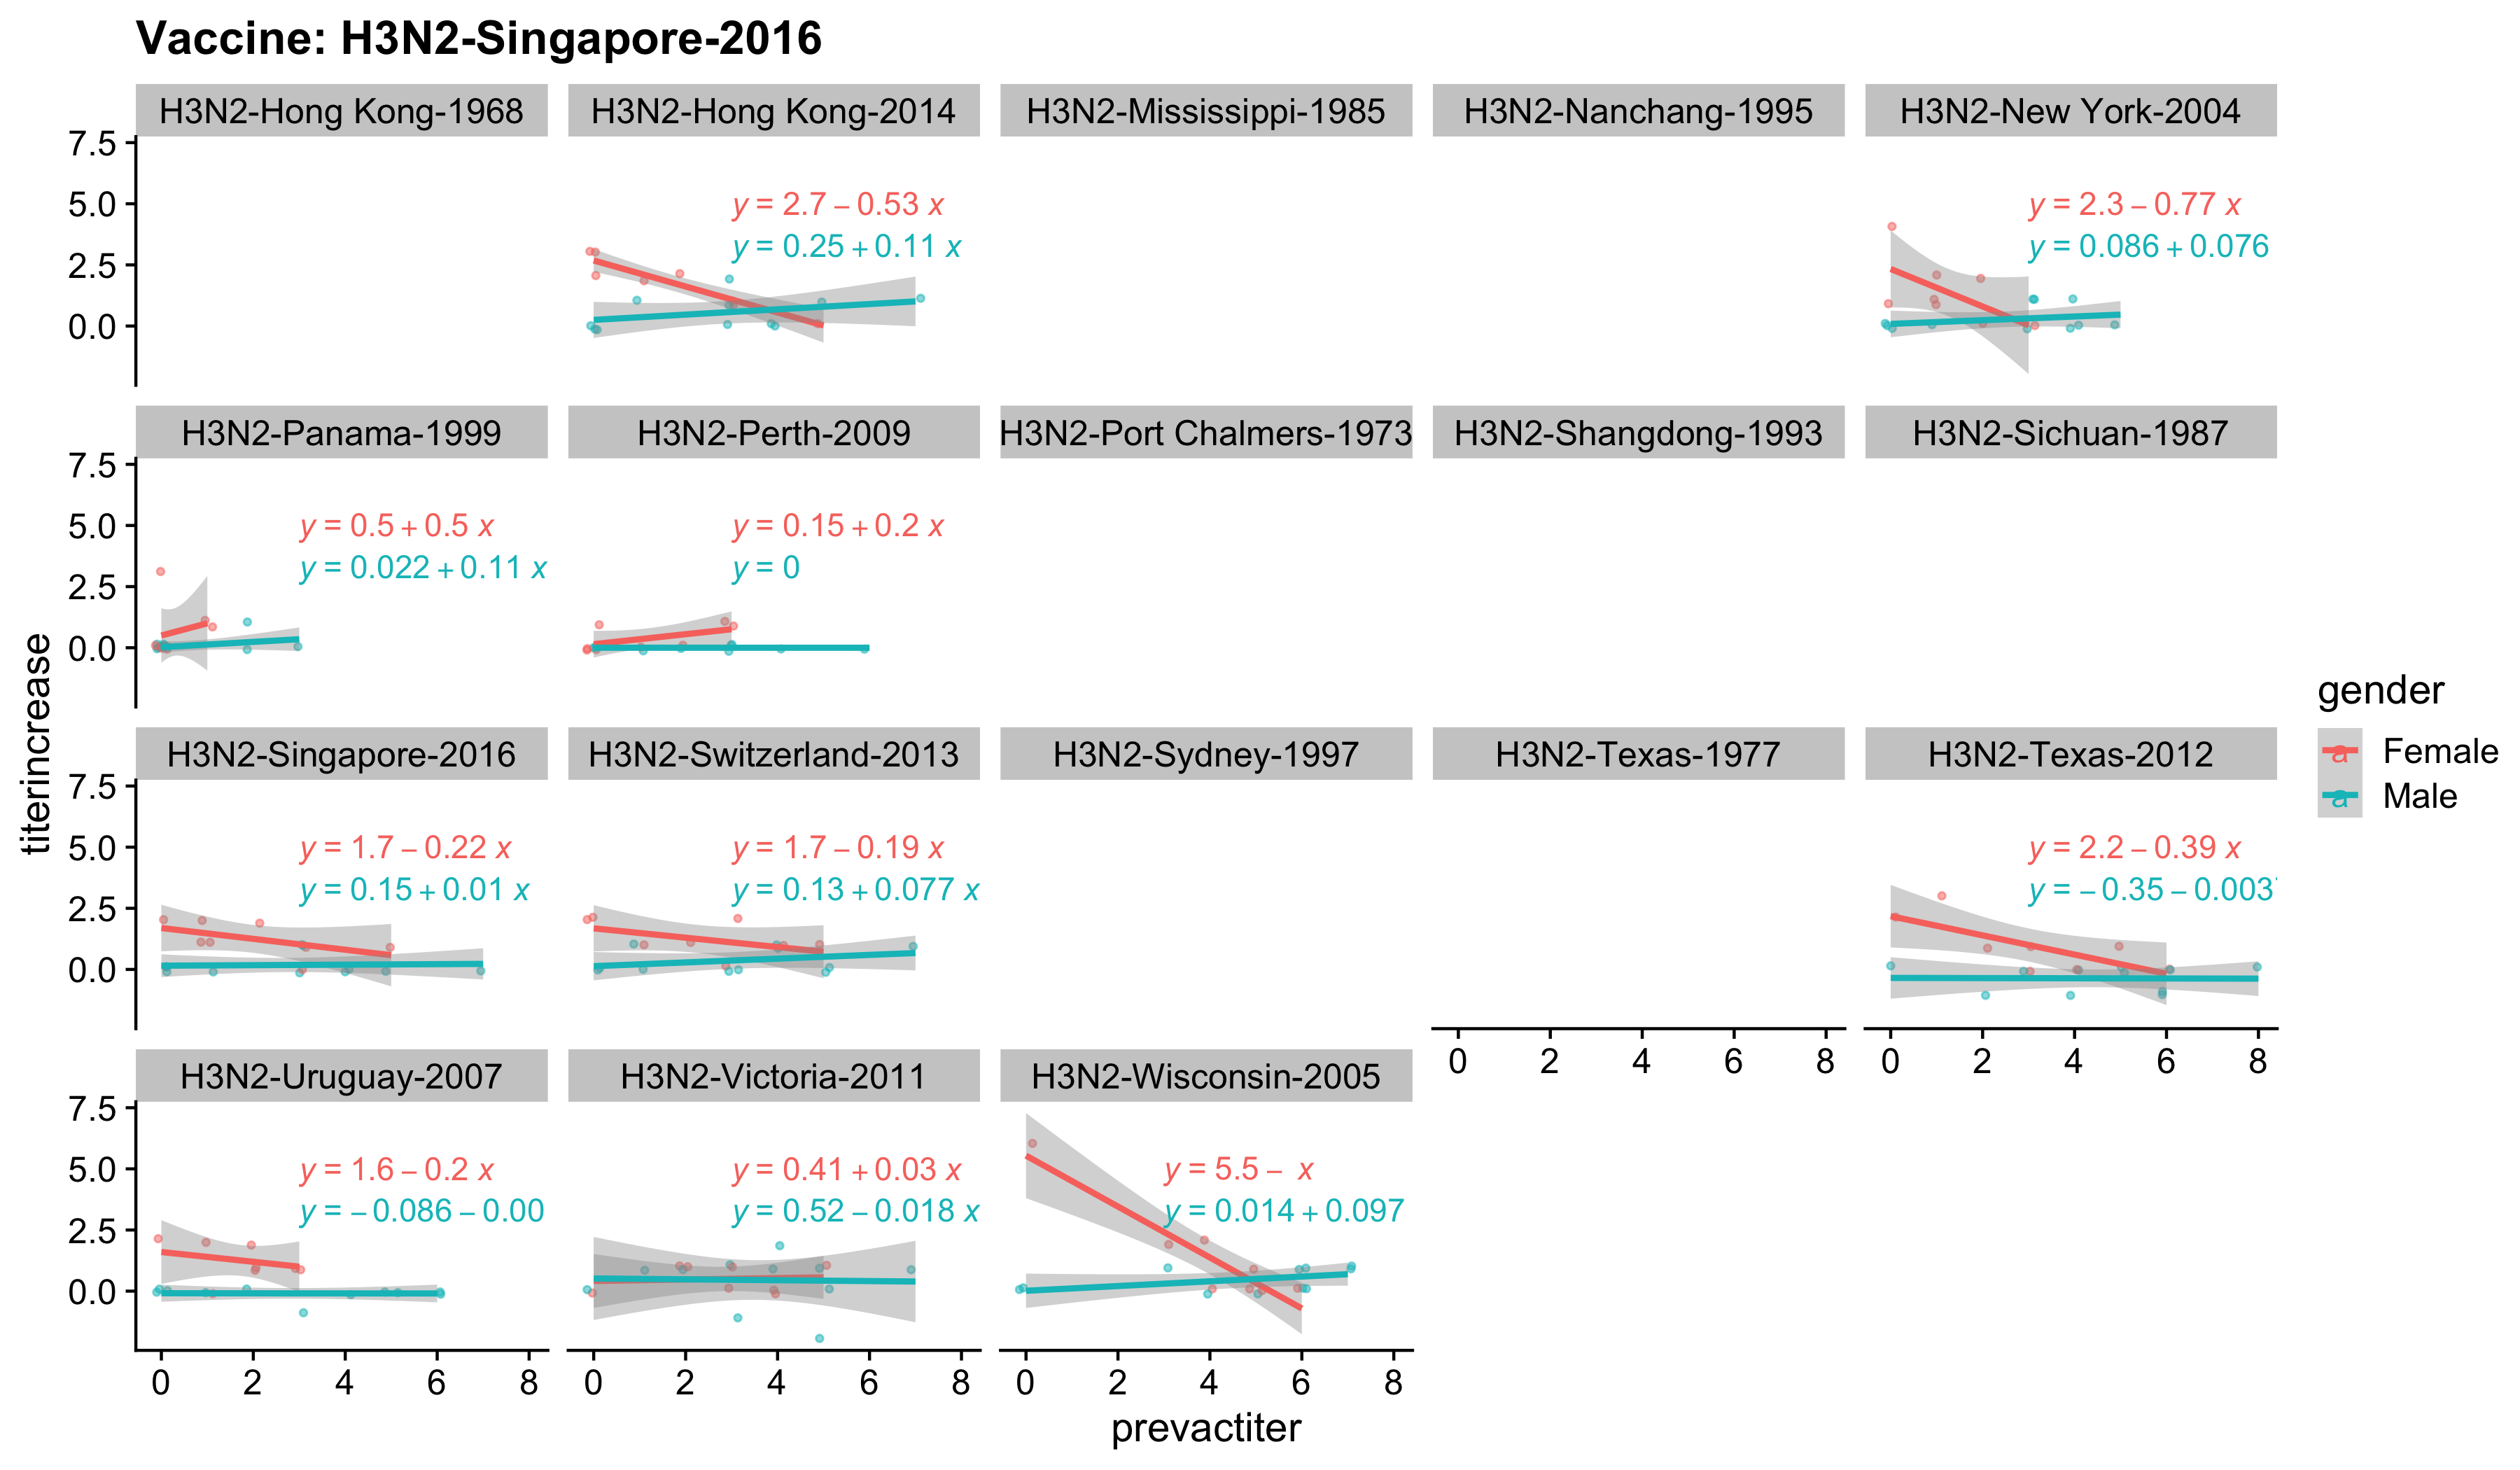 Vaccine: H3N2-Singapore-2016
H3N2-Hong Kong-1968
H3N2-Hong Kong-2014
H3N2-Mississippi-1985
H3N2-Nanchang-1995
H3N2-New York-2004
7.5
5.0
2.5
0.0
y = 2.7 – 0.53 x
y = 0.25 + 0.11 x
y = 2.3 – 0.77 x
y = 0.086 + 0.076
H3N2-Panama-1999
H3N2-Perth-2009
H3N2-Port Chalmers-1973
H3N2-Shangdong-1993
H3N2-Sichuan-1987
7.5
5.0
2.5
0.0
y = 0.5 + 0.5 x
y = 0.022 + 0.11 x
y = 0.15 + 0.2 x
y = 0
titerincrease
H3N2-Singapore-2016
H3N2-Switzerland-2013
H3N2-Sydney-1997
H3N2-Texas-1977
H3N2-Texas-2012
7.5
5.0
2.5
0.0
y = 1.7 – 0.22 x
y = 0.15 + 0.01 x
y = 1.7 – 0.19 x
y = 0.13 + 0.077 x
y = 2.2 – 0.39 x
y = – 0.35 – 0.003
0 2 4 6 8
0 2 4 6 8
gender
a Female
a Male
H3N2-Uruguay-2007
H3N2-Victoria-2011
H3N2-Wisconsin-2005
7.5
5.0
2.5
0.0
y = 1.6 – 0.2 x
y = – 0.086 – 0.00
y = 0.41 + 0.03 x
y = 0.52 – 0.018 x
y = 5.5 – x
y = 0.014 + 0.097
0 2 4 6 8
0 2 4 6 8
0 2 4 6 8
prevactiter